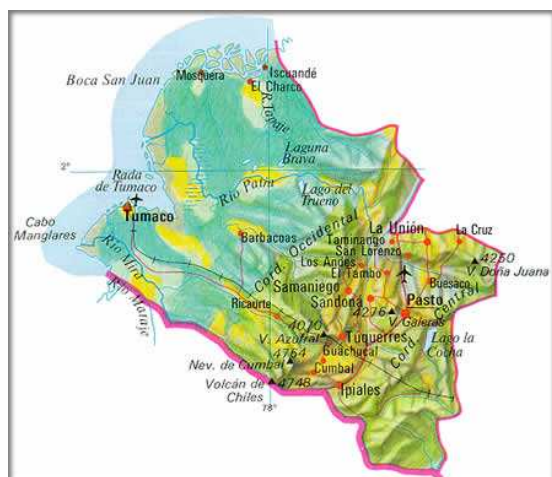 Boca San Juan
Mosquera
Iscuandé
El Charco
R. Tapaje
Laguna
Brava
2°
Rada
de Tumaco
Río Patía
Lago del
Trueno
Tumaco
Cabo
Manglares
Barbacoas
Cord. Occidental
La Unión
La Cruz
Taminango
San Lorenzo
Los Andes
El Tambo
4250
V. Doña Juana
Río Mira
Río Mataje
Samaniego
Sandoná
Buesaco
Ricaurte
4276
Pasto
V. Galeras
Cord. Central
4070
V. Azufral
Túquerres
Lago la
Cocha
4764
Guachucal
Nev. de Cumbal
Cumbal
Volcán de
Chiles
4748
Ipiales
78°